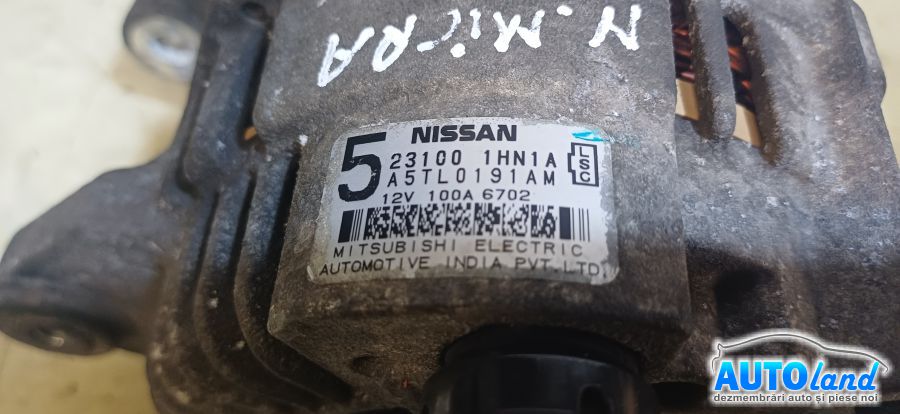 N. MICRA
5
NISSAN
23100 1HN1A
A5TL0191AM
LSC
12V 100A 6702
MITSUBISHI ELECTRIC
AUTOMOTIVE INDIA PVT.LTD.
AUTOland
dezmembrări auto și piese noi